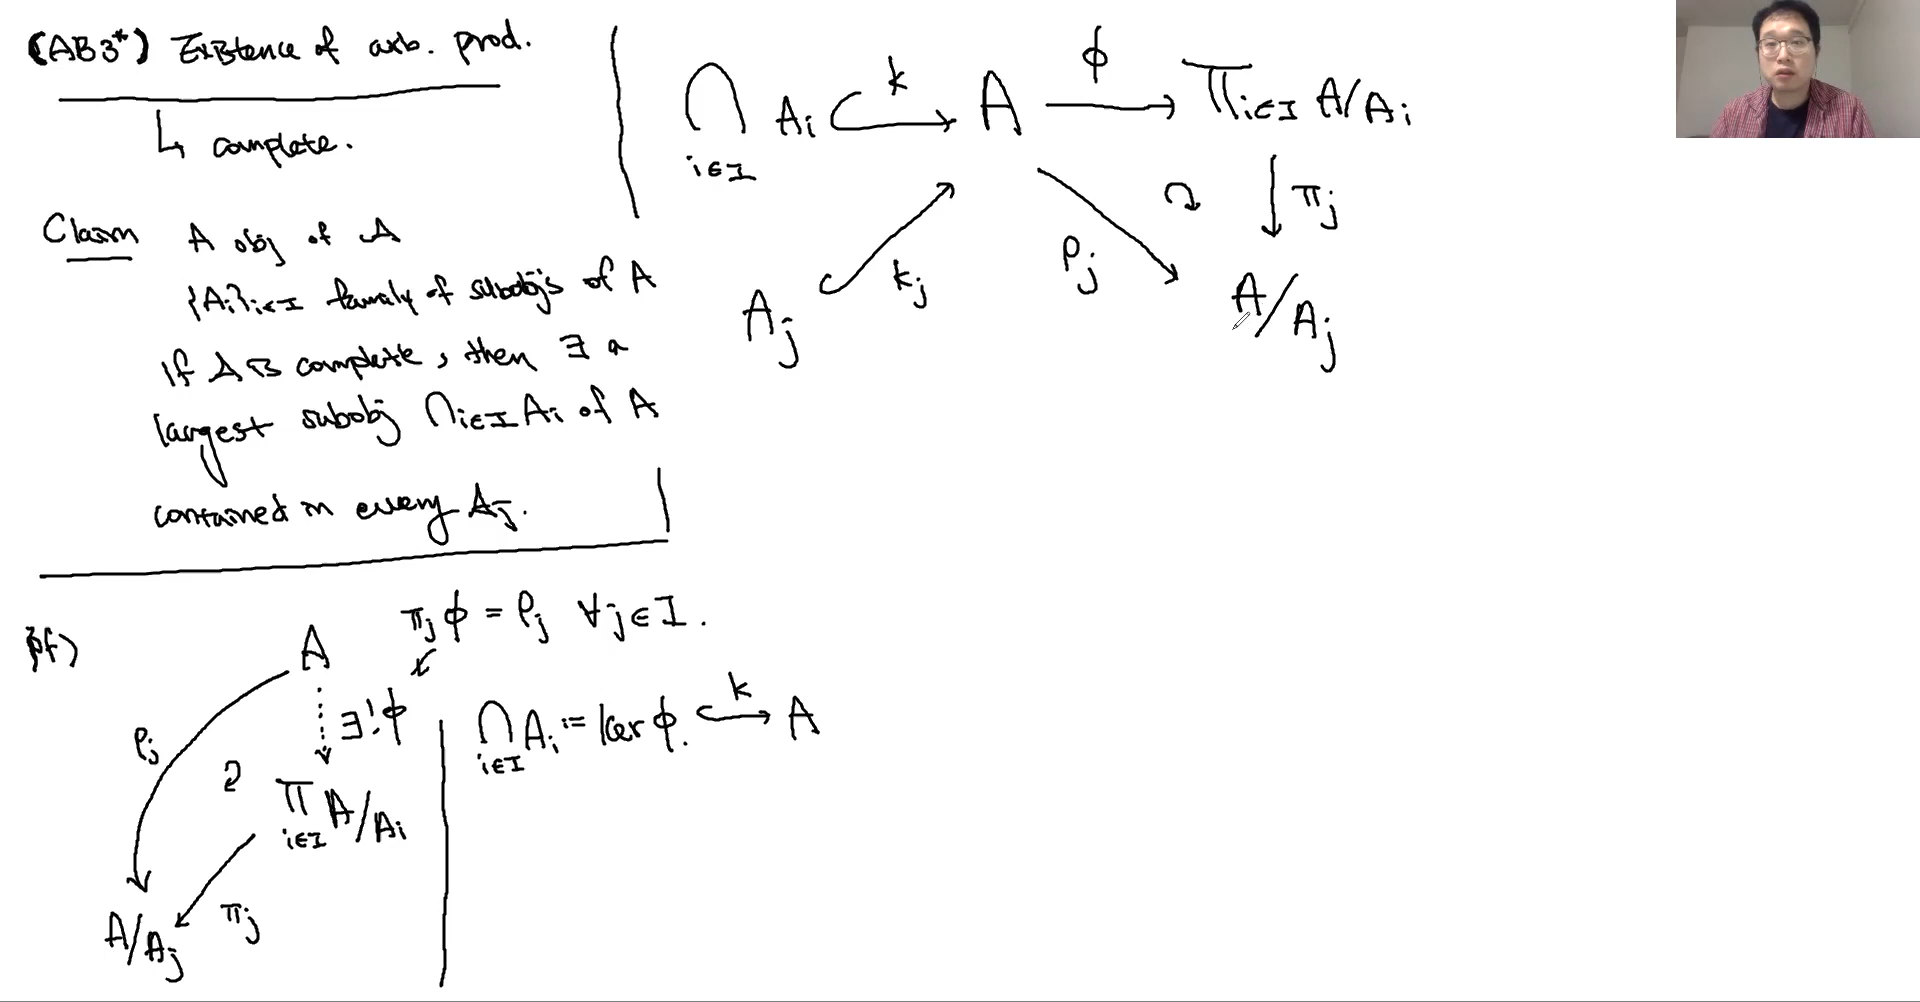 (AB3*) Existence of arb. prod.
↳ complete.
Claim A obj of 𝒜
{Aᵢ}ᵢ∈I family of subobjs of A
If 𝒜 is complete, then ∃ a
largest subobj ⋂ᵢ∈I Aᵢ of A
contained in every Aⱼ.
pf)
A
πⱼ ϕ = ρⱼ ∀j∈I.
∃! ϕ
ρⱼ
∏ A/Aᵢ
i∈I
πⱼ
A/Aⱼ
⋂ Aᵢ := ker ϕ. ↪ A
i∈I
k
⋂ Aᵢ ↪ A → ∏ᵢ∈I A/Aᵢ
i∈I
k
ϕ
πⱼ
ρⱼ
kⱼ
Aⱼ
A/Aⱼ